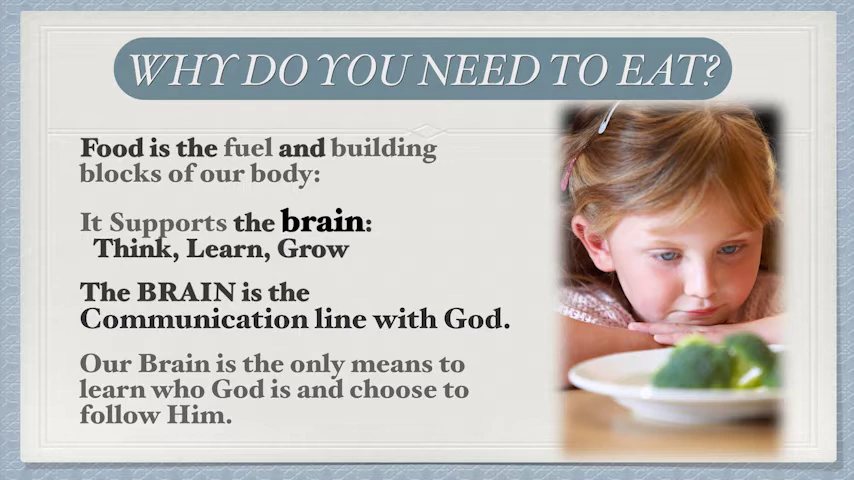 WHY DO YOU NEED TO EAT?
Food is the fuel and building
blocks of our body:
It Supports the brain:
Think, Learn, Grow
The BRAIN is the
Communication line with God.
Our Brain is the only means to
learn who God is and choose to
follow Him.